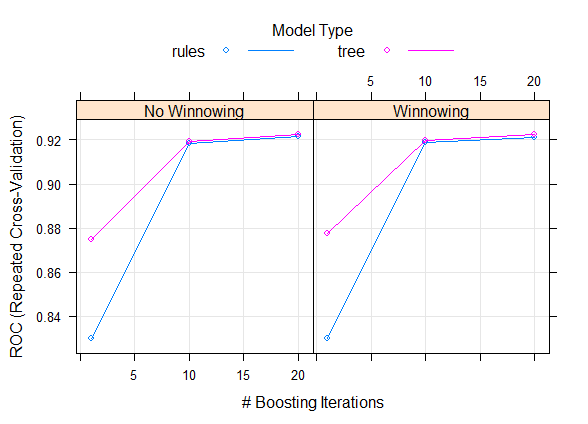 Model Type
rules tree
5 10 15 20
No Winnowing Winnowing
ROC (Repeated Cross-Validation)
0.92
0.90
0.88
0.86
0.84
5 10 15 20
# Boosting Iterations